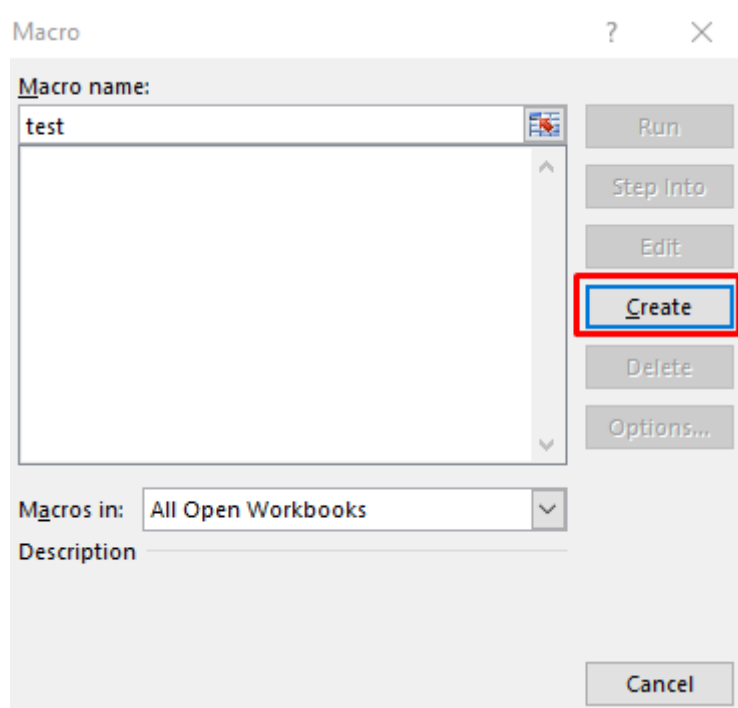 Macro ?
Macro name:
test
Run
Step Into
Edit
Create
Delete
Options...
Macros in: All Open Workbooks
Description
Cancel